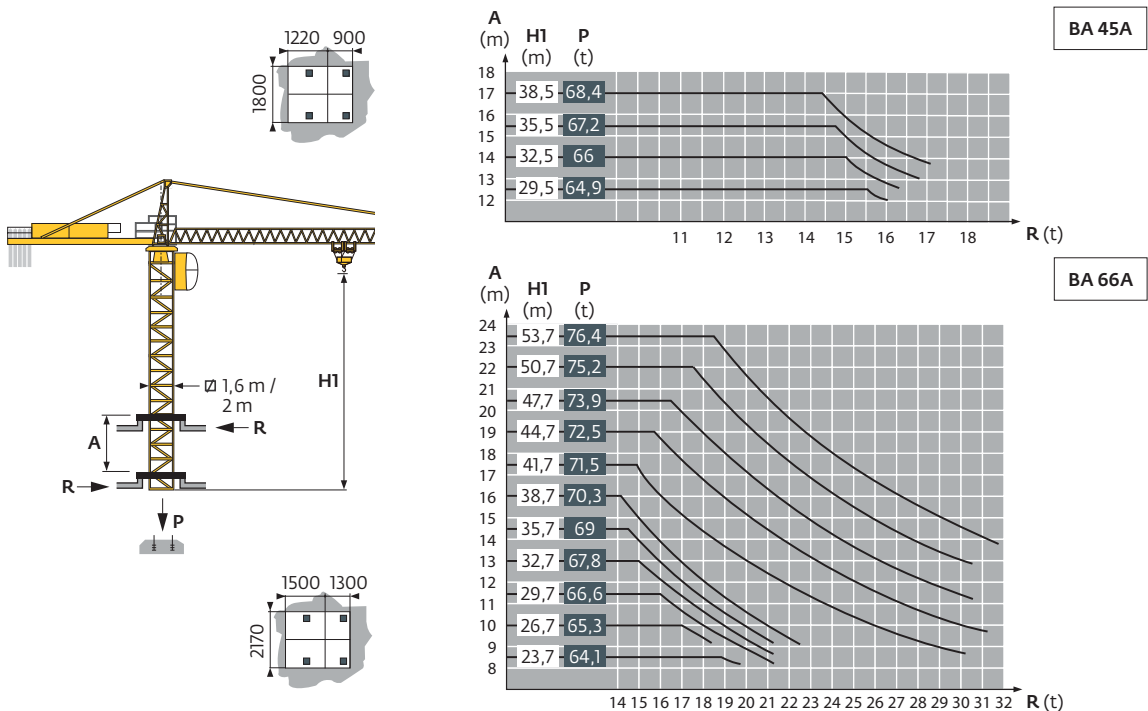 1220 900
1800
1,6 m /
2 m
H1
A
R
R
P
1500 1300
2170
BA 45A
A H1 P
(m) (m) (t)
18
17 38,5 68,4
16
15 35,5 67,2
14 32,5 66
13 29,5 64,9
12
11 12 13 14 15 16 17 18 R (t)
BA 66A
A H1 P
(m) (m) (t)
24
23 53,7 76,4
22 50,7 75,2
21
20 47,7 73,9
19 44,7 72,5
18 41,7 71,5
17
16 38,7 70,3
15
14 35,7 69
13 32,7 67,8
12
11 29,7 66,6
10 26,7 65,3
9 23,7 64,1
8
14 15 16 17 18 19 20 21 22 23 24 25 26 27 28 29 30 31 32 R (t)